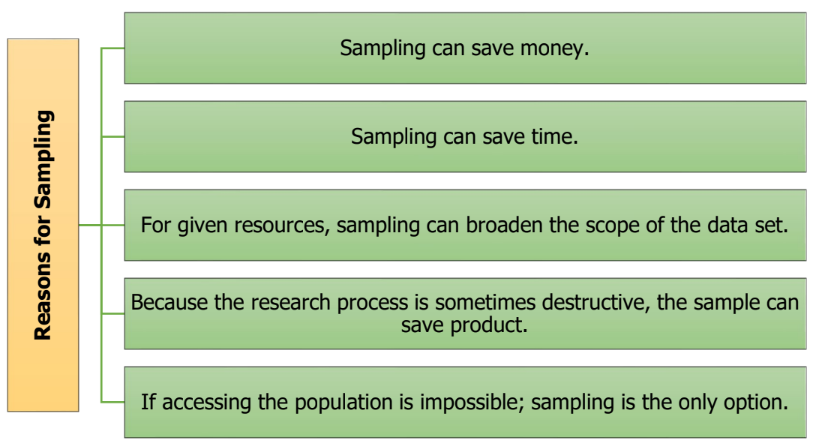 Reasons for Sampling
Sampling can save money.
Sampling can save time.
For given resources, sampling can broaden the scope of the data set.
Because the research process is sometimes destructive, the sample can
save product.
If accessing the population is impossible; sampling is the only option.